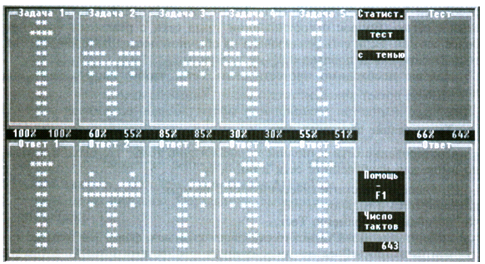 Задача 1 Задача 2 Задача 3 Задача 4 Задача 5 Статист. Тест
тест
с тенью
100% 100% 60% 55% 85% 85% 30% 30% 55% 51% 66% 64%
Ответ 1 Ответ 2 Ответ 3 Ответ 4 Ответ 5 Ответ
Помощь
-
F1
Число
тактов
643